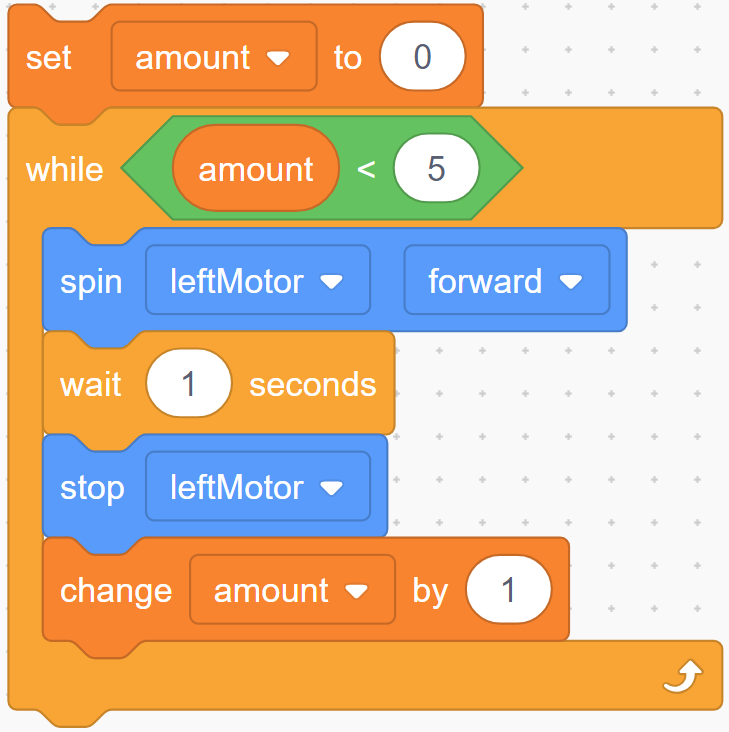 set amount to 0
while amount < 5
spin leftMotor forward
wait 1 seconds
stop leftMotor
change amount by 1